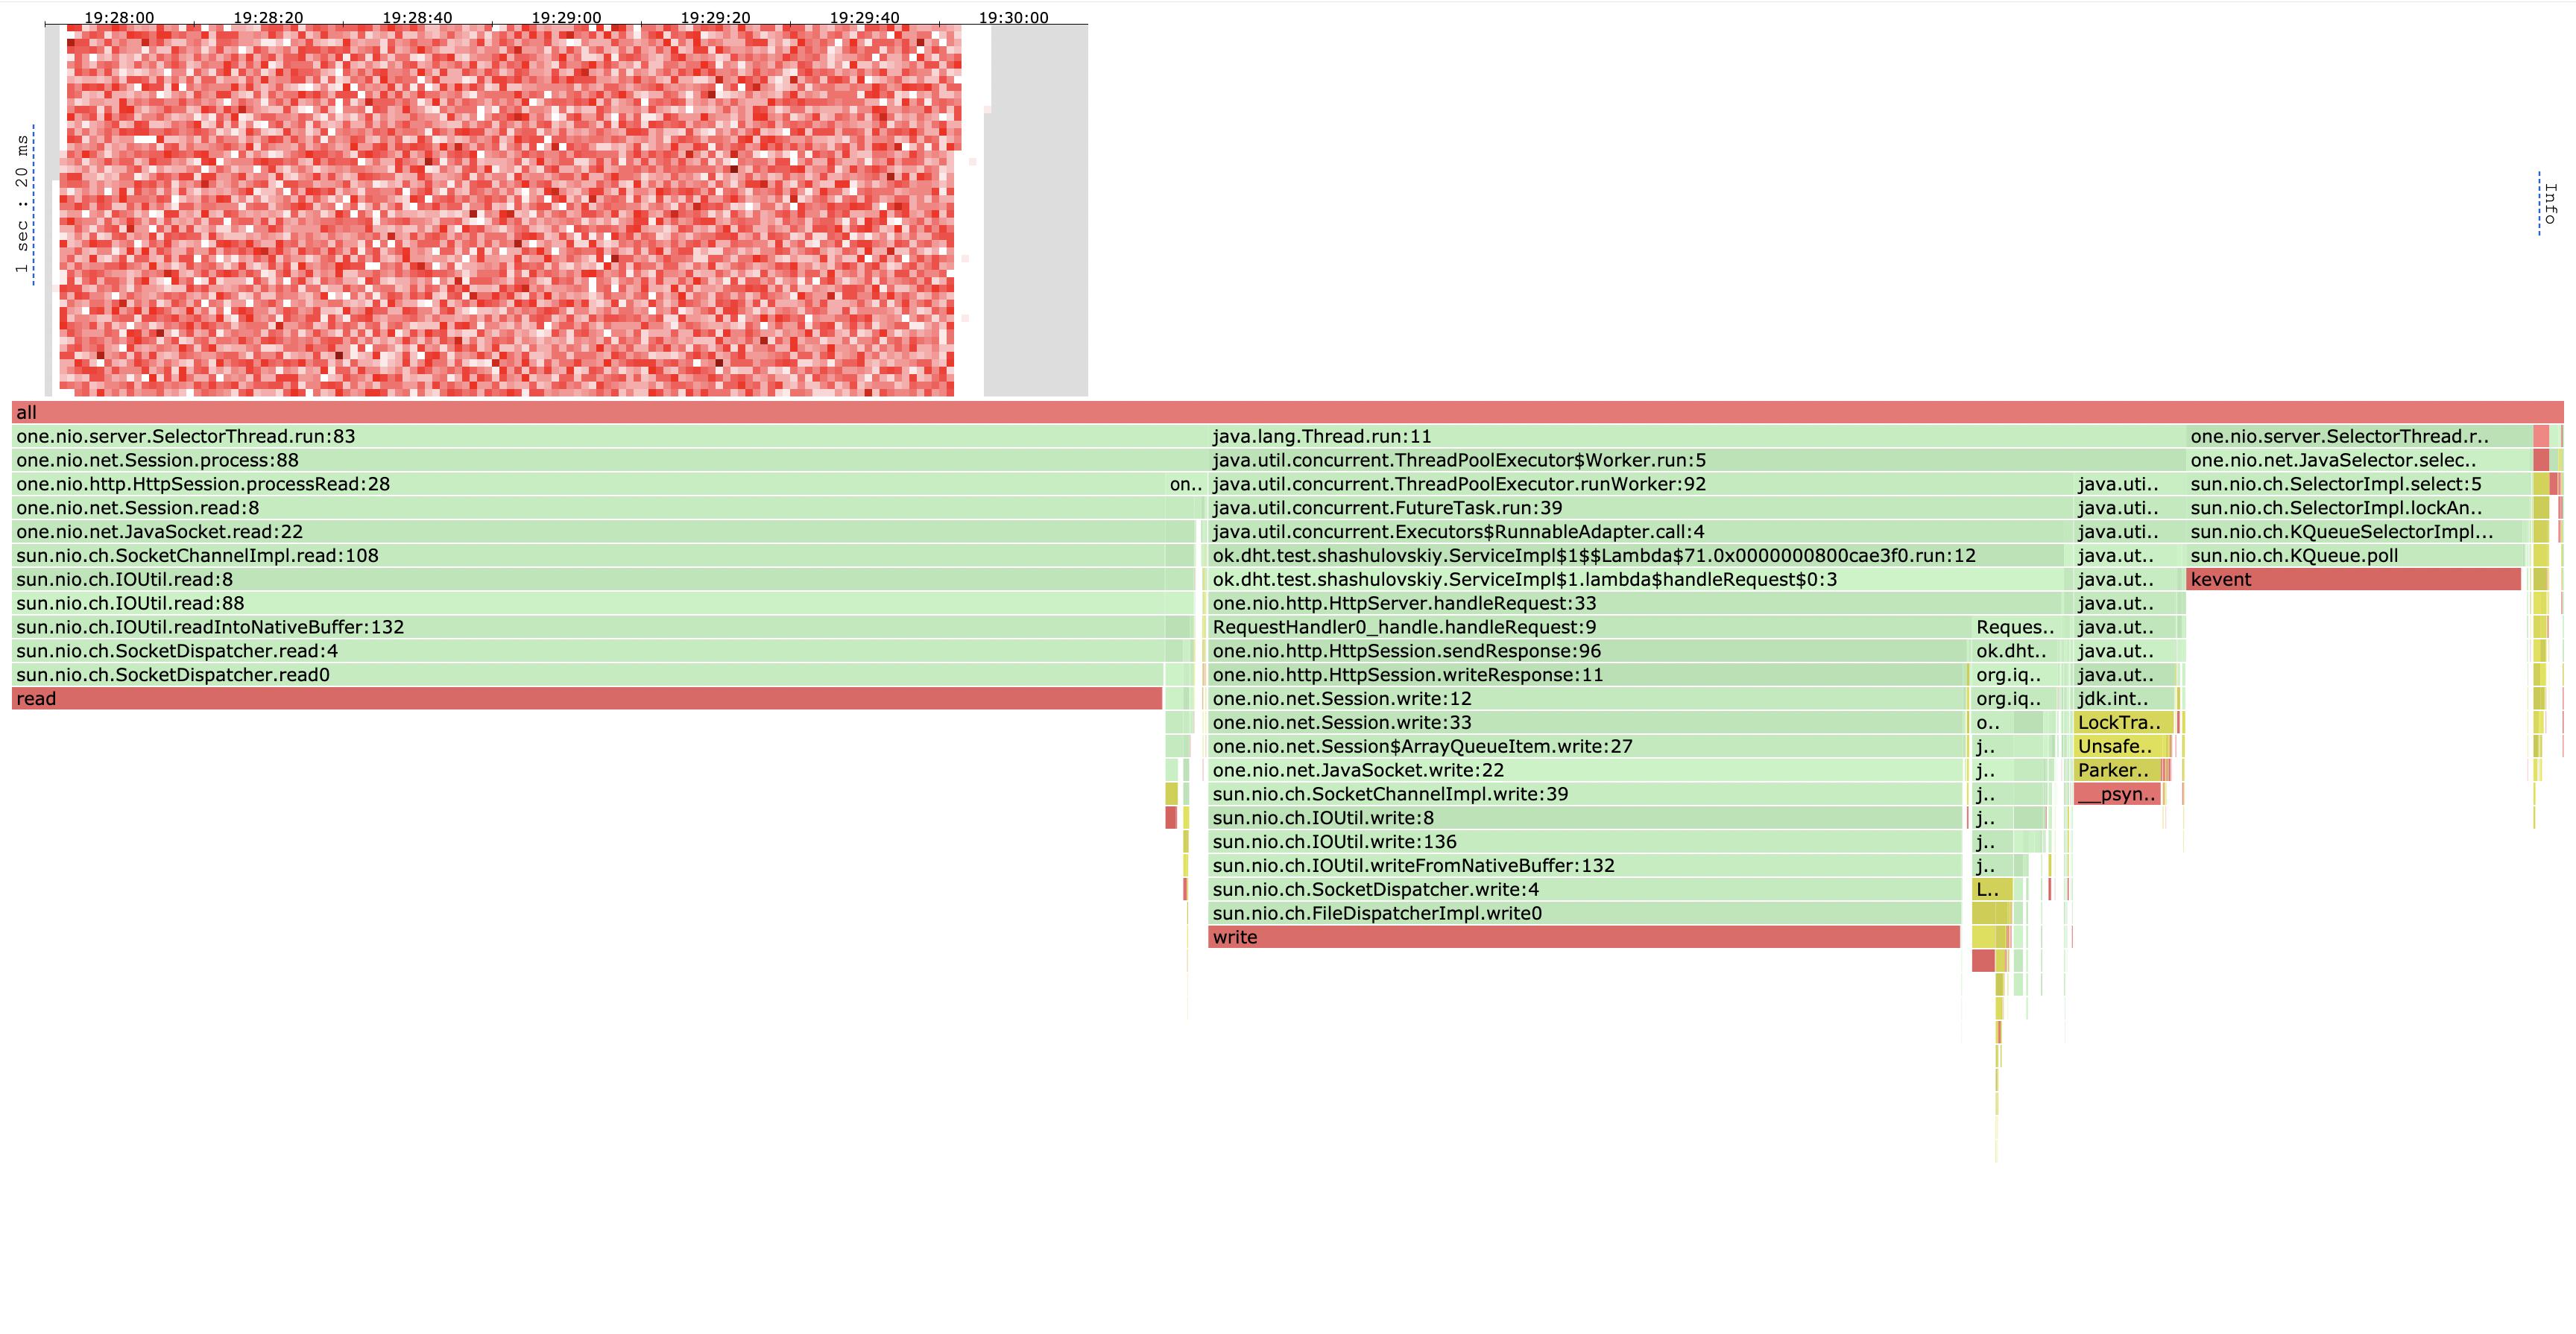 19:28:00 19:28:20 19:28:40 19:29:00 19:29:20 19:29:40 19:30:00
1 sec : 20 ms
Info
all
one.nio.server.SelectorThread.run:83 java.lang.Thread.run:11 one.nio.server.SelectorThread.r..
one.nio.net.Session.process:88 java.util.concurrent.ThreadPoolExecutor$Worker.run:5 one.nio.net.JavaSelector.selec..
one.nio.http.HttpSession.processRead:28 on.. java.util.concurrent.ThreadPoolExecutor.runWorker:92 java.uti.. sun.nio.ch.SelectorImpl.select:5
one.nio.net.Session.read:8 java.util.concurrent.FutureTask.run:39 java.uti.. sun.nio.ch.SelectorImpl.lockAn..
one.nio.net.JavaSocket.read:22 java.util.concurrent.Executors$RunnableAdapter.call:4 java.uti.. sun.nio.ch.KQueueSelectorImpl...
sun.nio.ch.SocketChannelImpl.read:108 ok.dht.test.shashulovskiy.ServiceImpl$1$$Lambda$71.0x0000000800cae3f0.run:12 java.ut.. sun.nio.ch.KQueue.poll
sun.nio.ch.IOUtil.read:8 ok.dht.test.shashulovskiy.ServiceImpl$1.lambda$handleRequest$0:3 java.ut.. kevent
sun.nio.ch.IOUtil.read:88 one.nio.http.HttpServer.handleRequest:33 java.ut..
sun.nio.ch.IOUtil.readIntoNativeBuffer:132 RequestHandler0_handle.handleRequest:9 Reques.. java.ut..
sun.nio.ch.SocketDispatcher.read:4 one.nio.http.HttpSession.sendResponse:96 ok.dht.. java.ut..
sun.nio.ch.SocketDispatcher.read0 one.nio.http.HttpSession.writeResponse:11 org.iq.. java.ut..
read one.nio.net.Session.write:12 org.iq.. jdk.int..
one.nio.net.Session.write:33 o.. LockTra..
one.nio.net.Session$ArrayQueueItem.write:27 j.. Unsafe..
one.nio.net.JavaSocket.write:22 j.. Parker..
sun.nio.ch.SocketChannelImpl.write:39 j.. __psyn..
sun.nio.ch.IOUtil.write:8 j..
sun.nio.ch.IOUtil.write:136 j..
sun.nio.ch.IOUtil.writeFromNativeBuffer:132 j..
sun.nio.ch.SocketDispatcher.write:4 L..
sun.nio.ch.FileDispatcherImpl.write0
write